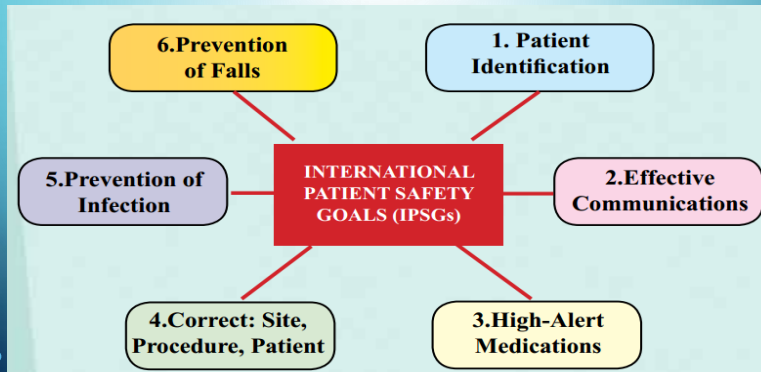 INTERNATIONAL
PATIENT SAFETY
GOALS (IPSGs)
1. Patient
Identification
2.Effective
Communications
3.High-Alert
Medications
4.Correct: Site,
Procedure, Patient
5.Prevention of
Infection
6.Prevention
of Falls